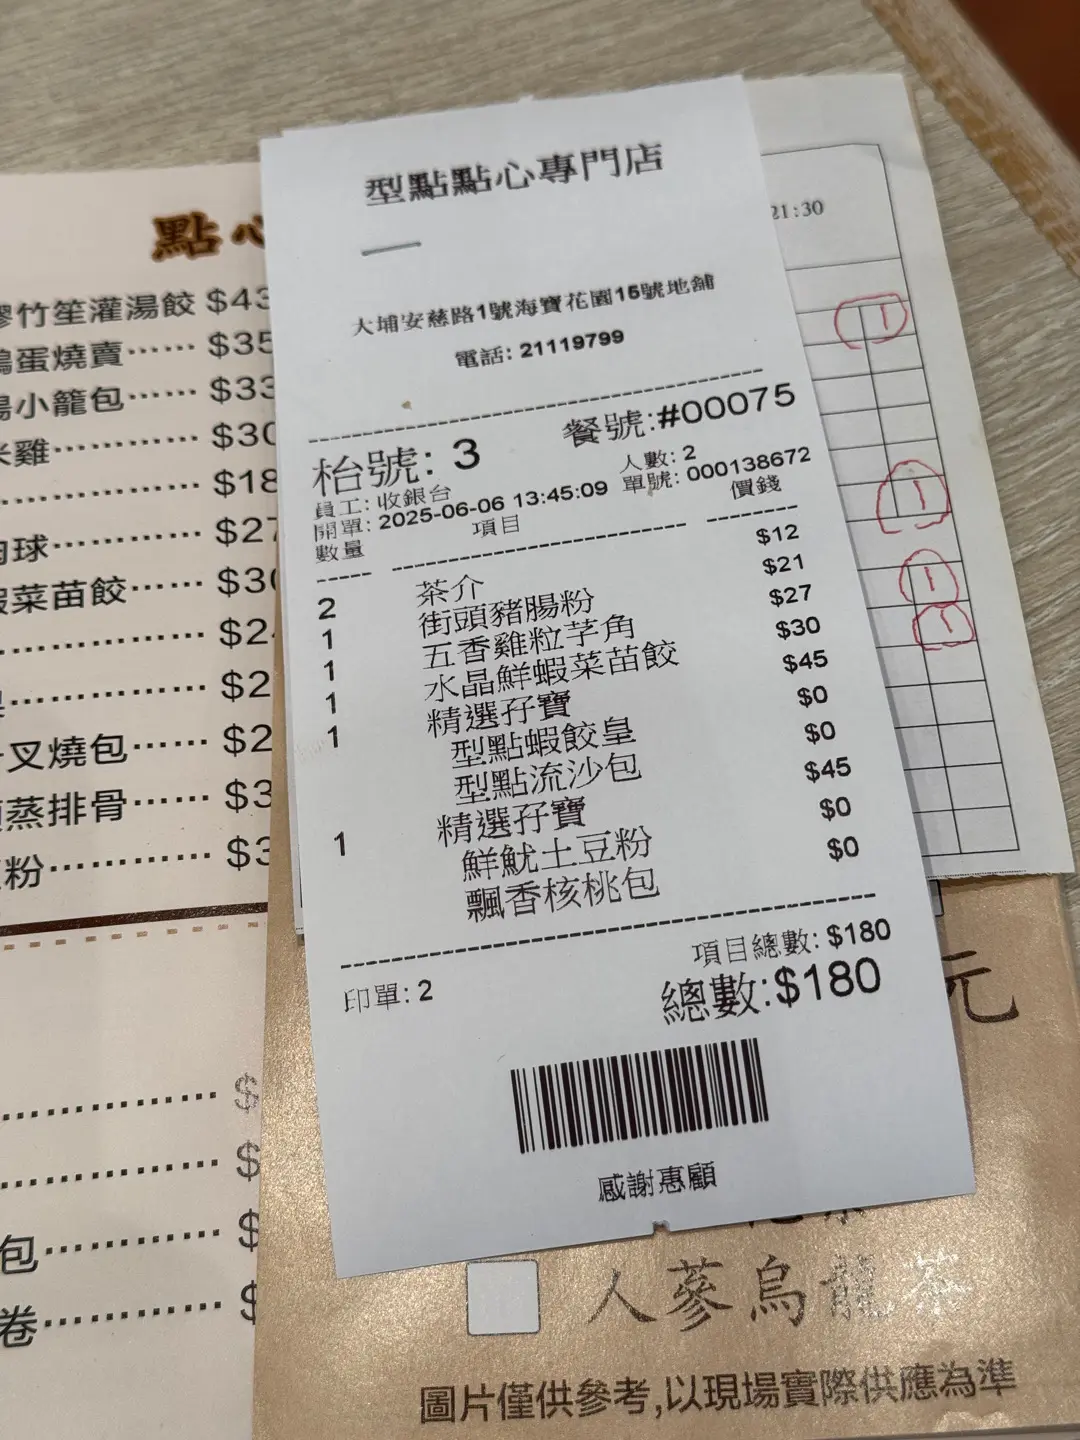 型點點心專門店
大埔安慈路1號海寶花園15號地舖
電話: 21119799
枱號: 3 餐號:#00075
員工: 收銀台 人數: 2
開單: 2025-06-06 13:45:09 單號: 000138672
數量 項目 價錢
2 茶介 $12
1 街頭豬腸粉 $21
1 五香雞粒芋角 $27
1 水晶鮮蝦菜苗餃 $30
1 精選孖寶 $45
型點蝦餃皇 $0
型點流沙包 $0
1 精選孖寶 $45
鮮魷土豆粉 $0
飄香核桃包 $0
項目總數: $180
印單: 2 總數:$180
感謝惠顧
點心
竹笙灌湯餃 $43
蛋燒賣…… $35
小籠包…… $33
雞………… $30
………… $18
球………… $27
菜苗餃…… $30
………… $2
………… $2
叉燒包…… $2
蒸排骨…… $3
粉………… $3
………… $
………… $
包………… $
卷………… $
21:30
1
1
1
1
元
人蔘烏龍
圖片僅供參考,以現場實際供應為準